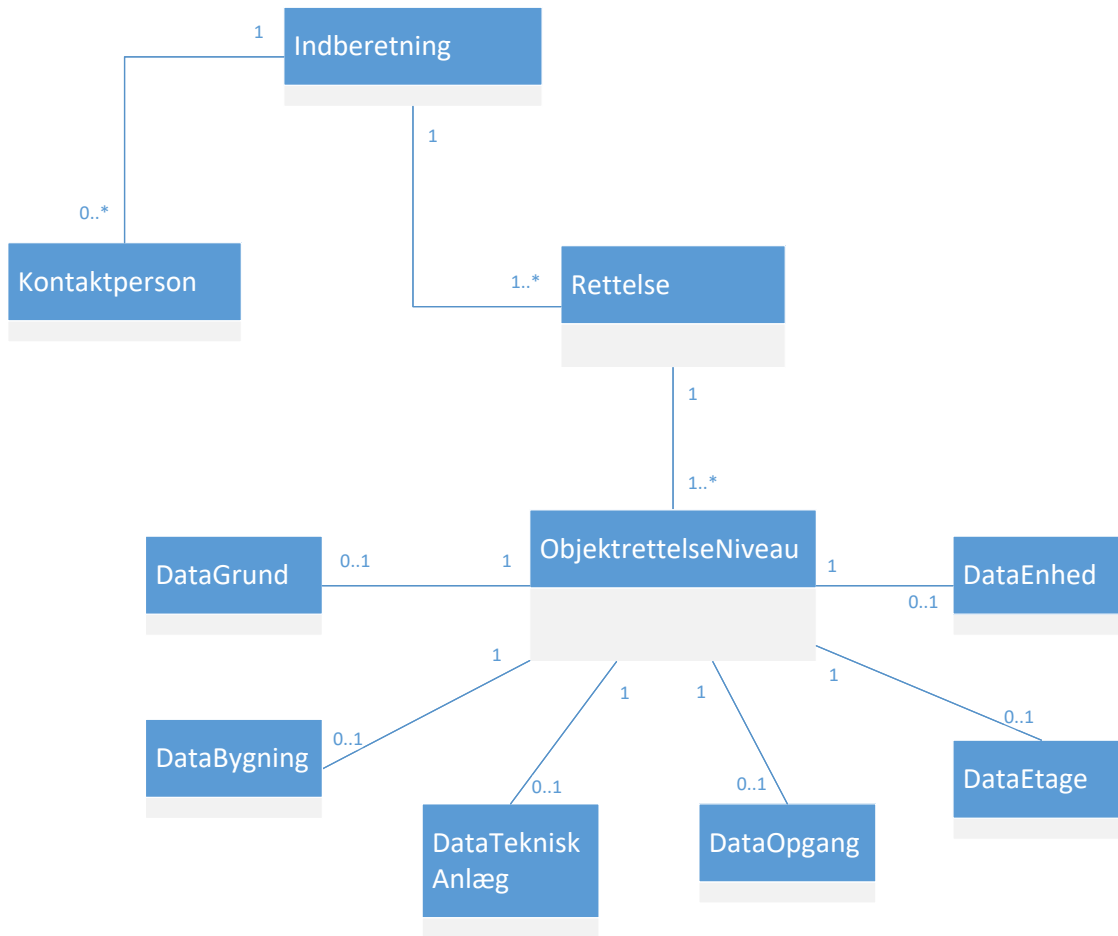 1
Indberetning
1
0..*
Kontaktperson
1..*
Rettelse
1
1..*
ObjektrettelseNiveau
DataGrund
0..1
1
1
0..1
DataEnhed
1
0..1
DataBygning
1
0..1
DataTeknisk
Anlæg
1
0..1
DataOpgang
1
0..1
DataEtage